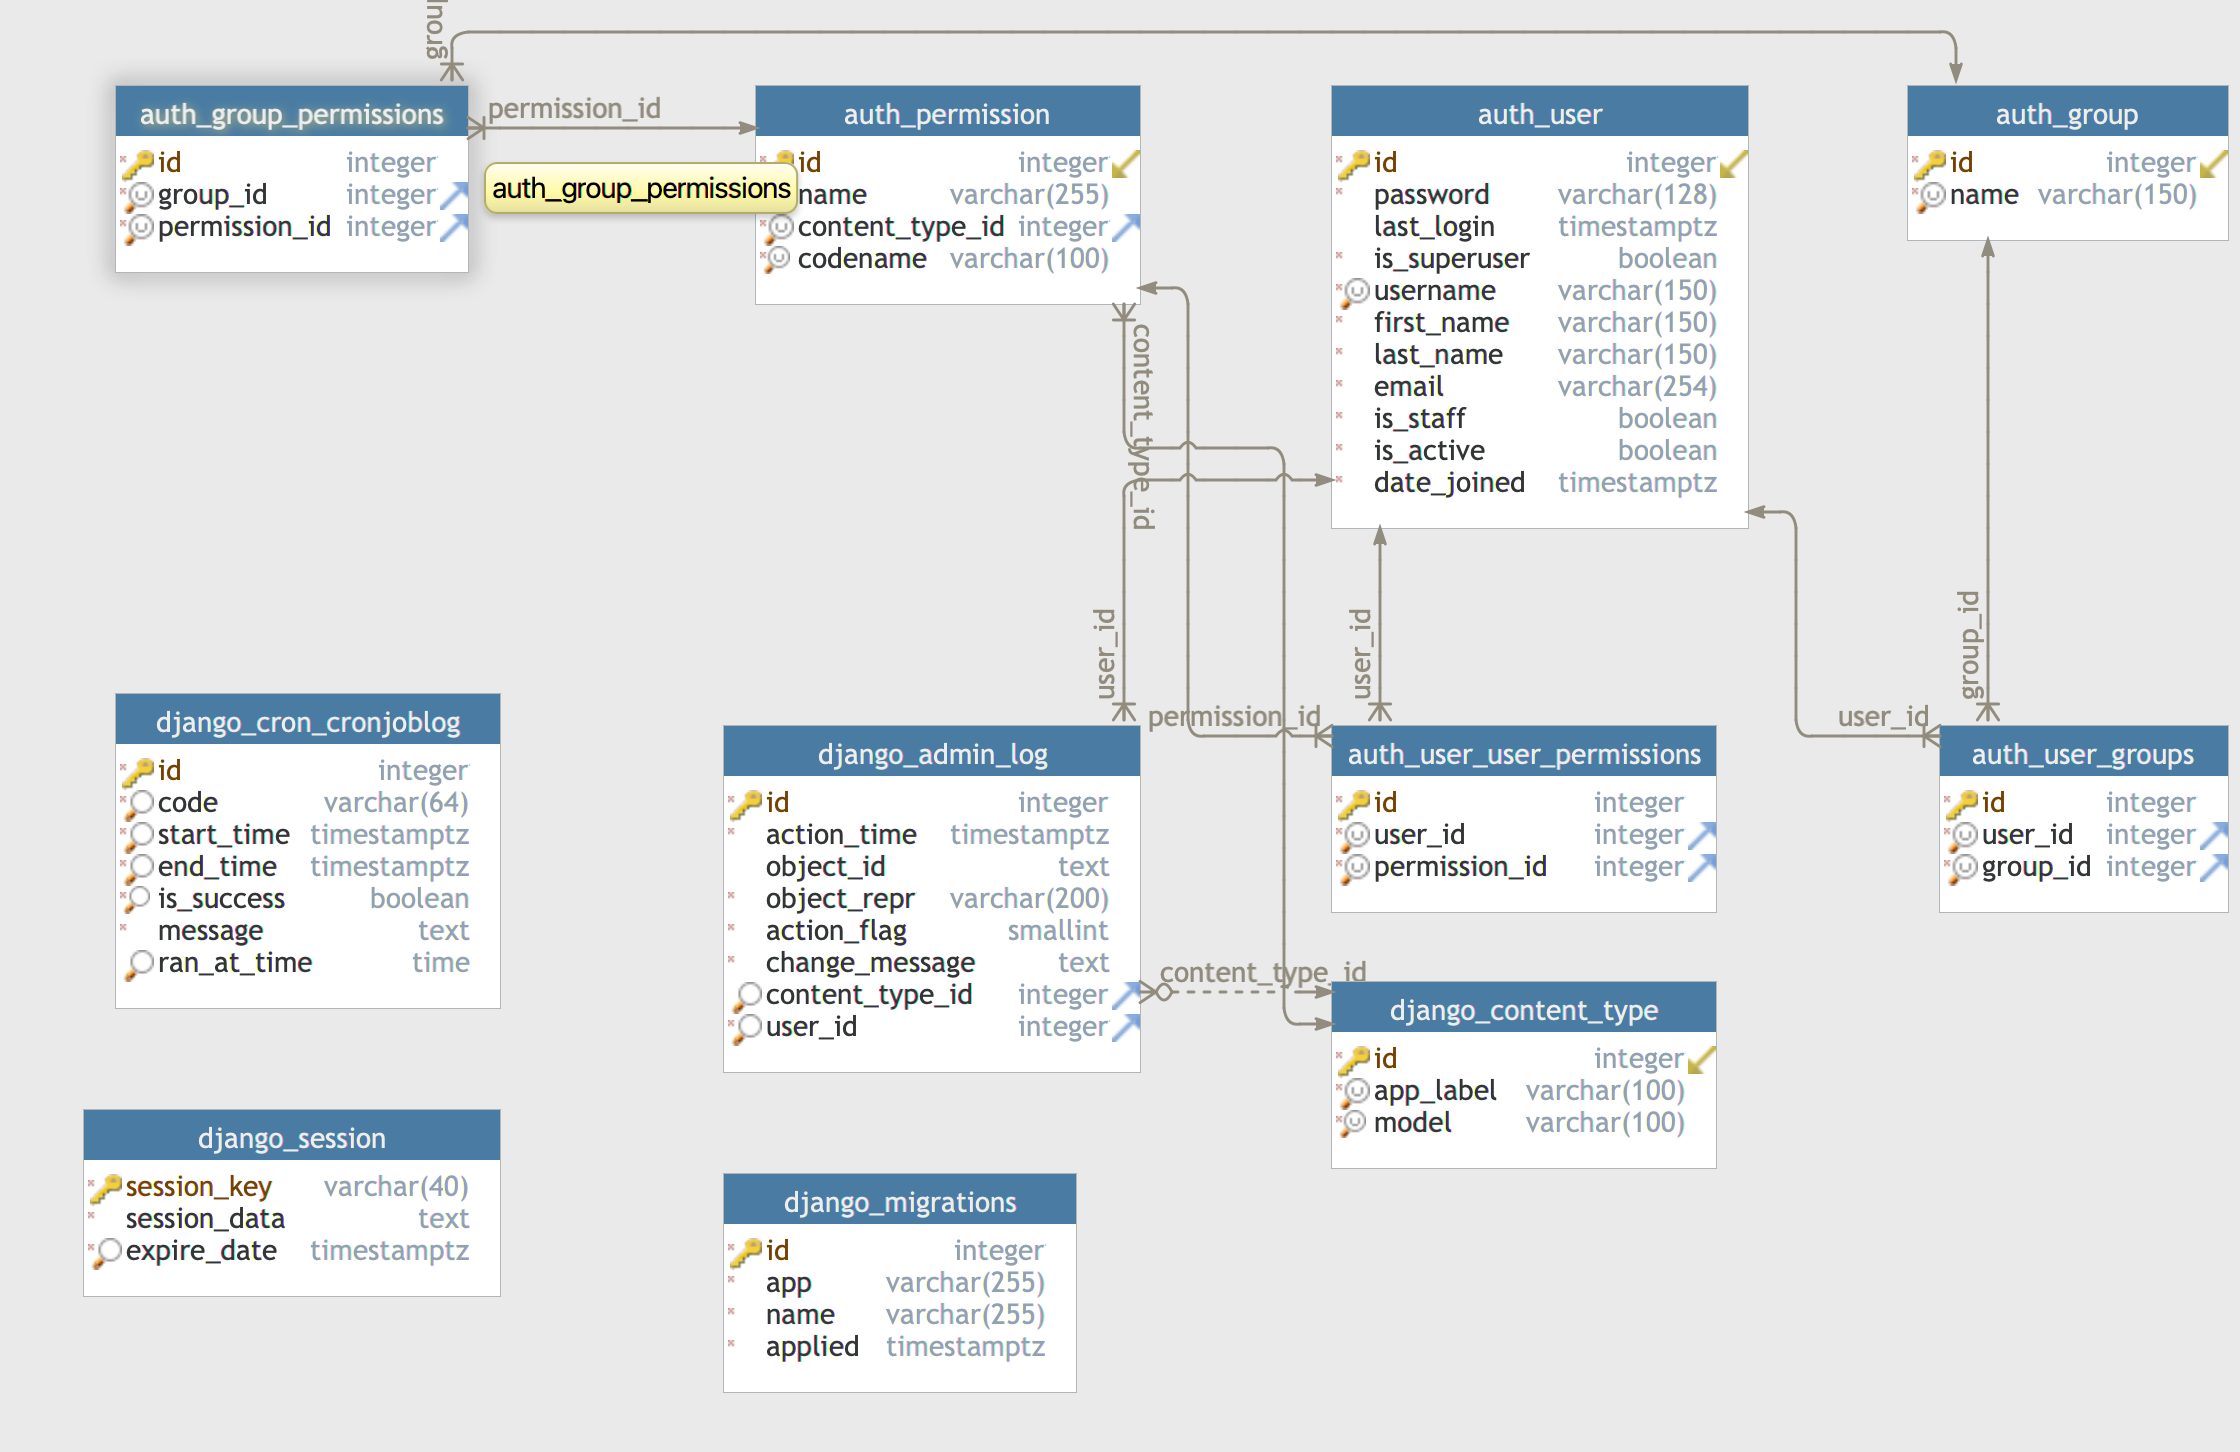 auth_group_permissions
id integer
group_id integer
permission_id integer
permission_id
auth_group_permissions
auth_permission
id integer
name varchar(255)
content_type_id integer
codename varchar(100)
auth_user
id integer
password varchar(128)
last_login timestamptz
is_superuser boolean
username varchar(150)
first_name varchar(150)
last_name varchar(150)
email varchar(254)
is_staff boolean
is_active boolean
date_joined timestamptz
auth_group
id integer
name varchar(150)
content_type_id
user_id
user_id
group_id
permission_id
user_id
django_cron_cronjoblog
id integer
code varchar(64)
start_time timestamptz
end_time timestamptz
is_success boolean
message text
ran_at_time time
django_admin_log
id integer
action_time timestamptz
object_id text
object_repr varchar(200)
action_flag smallint
change_message text
content_type_id integer
user_id integer
auth_user_user_permissions
id integer
user_id integer
permission_id integer
auth_user_groups
id integer
user_id integer
group_id integer
content_type_id
django_content_type
id integer
app_label varchar(100)
model varchar(100)
django_session
session_key varchar(40)
session_data text
expire_date timestamptz
django_migrations
id integer
app varchar(255)
name varchar(255)
applied timestamptz